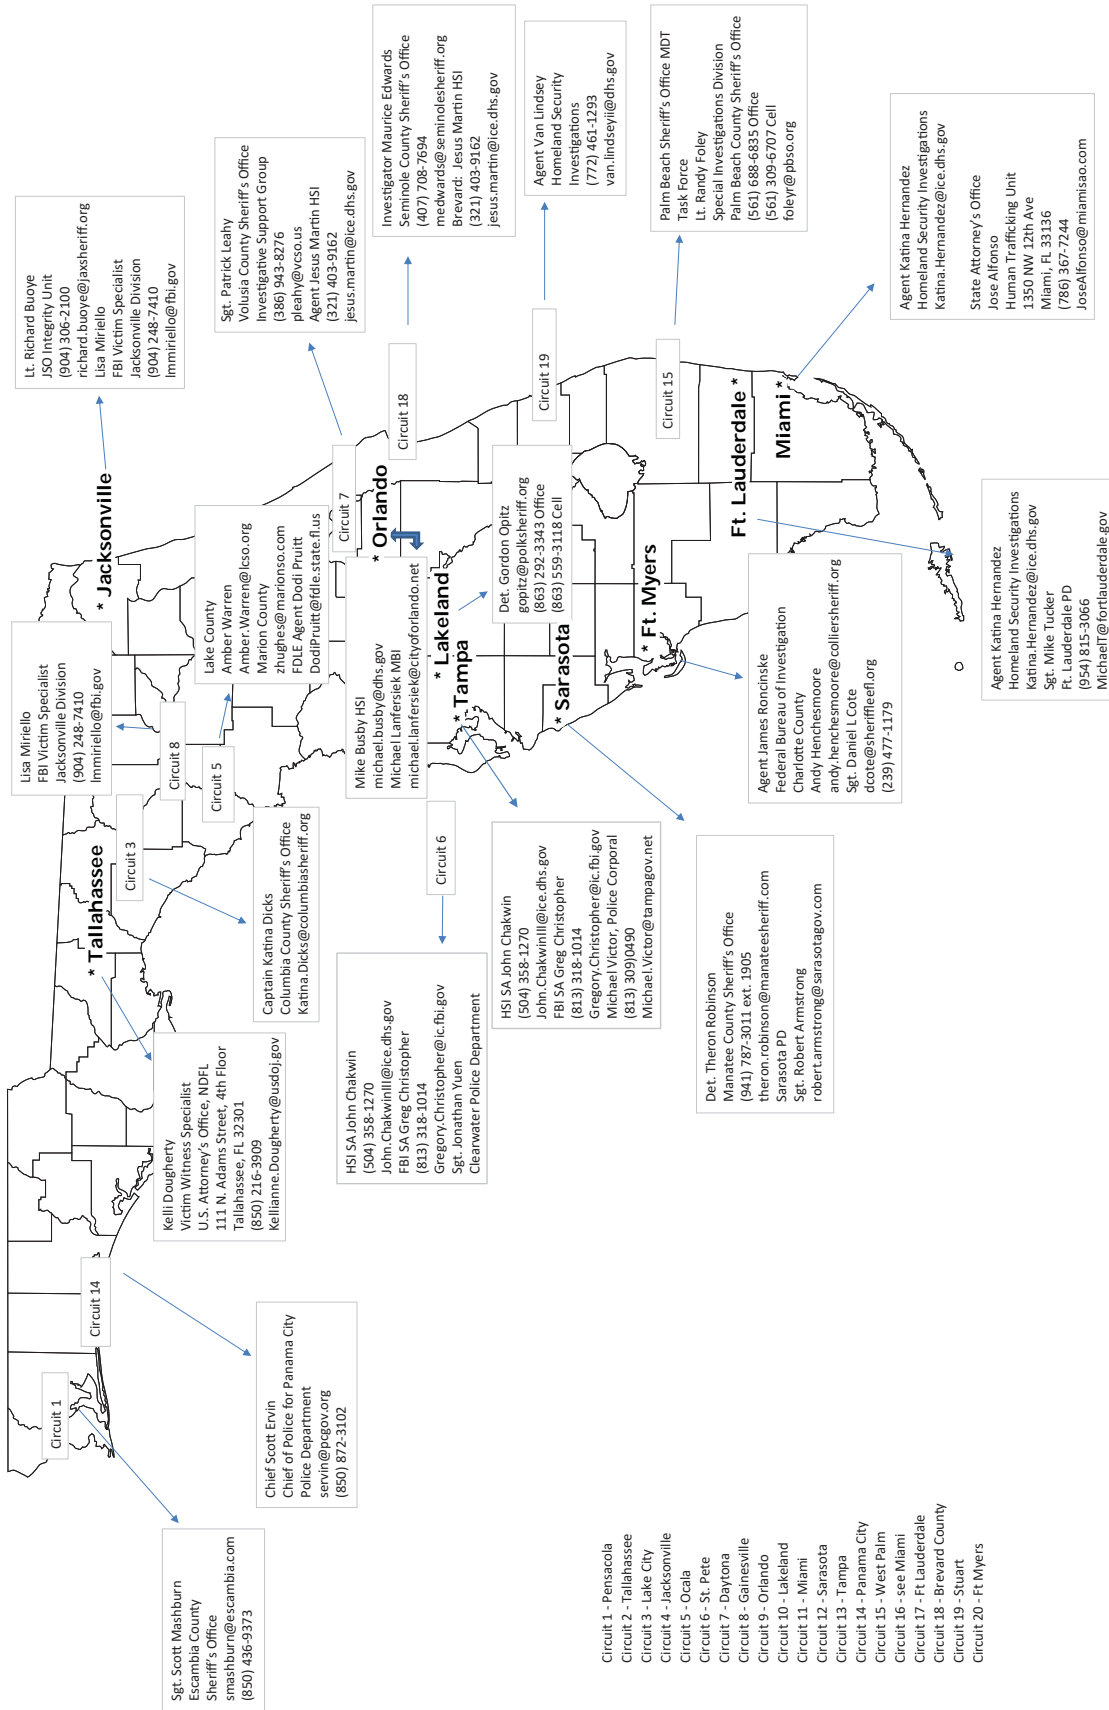 Sgt. Scott Mashburn
Escambia County
Sheriff's Office
smashburn@escambia.com
(850) 436-9373
Circuit 1
Chief Scott Ervin
Chief of Police for Panama City
Police Department
servin@pcgov.org
(850) 872-3102
Circuit 14
Kelli Dougherty
Victim Witness Specialist
U.S. Attorney's Office, NDFL
111 N. Adams Street, 4th Floor
Tallahassee, FL 32301
(850) 216-3909
Kellianne.Dougherty@usdoj.gov
* Tallahassee
Circuit 3
Captain Katina Dicks
Columbia County Sheriff's Office
Katina.Dicks@columbiasheriff.org
Lisa Miriello
FBI Victim Specialist
Jacksonville Division
(904) 248-7410
lmmiriello@fbi.gov
Circuit 8
Circuit 5
Lake County
Amber Warren
Amber.Warren@lcso.org
Marion County
zhughes@marionso.com
FDLE Agent Dodi Pruitt
DodiPruitt@fdle.state.fl.us
* Jacksonville
Lt. Richard Buoye
JSO Integrity Unit
(904) 306-2100
richard.buoye@jaxsheriff.org
Lisa Miriello
FBI Victim Specialist
Jacksonville Division
(904) 248-7410
lmmiriello@fbi.gov
Circuit 7
Sgt. Patrick Leahy
Volusia County Sheriff's Office
Investigative Support Group
(386) 943-8276
pleahy@vcso.us
Agent Jesus Martin HSI
(321) 403-9162
jesus.martin@ice.dhs.gov
* Orlando
Mike Busby HSI
michael.busby@dhs.gov
Michael Lanfersiek MBI
michael.lanfersiek@cityoforlando.net
Circuit 18
Investigator Maurice Edwards
Seminole County Sheriff's Office
(407) 708-7694
medwards@seminolesheriff.org
Brevard: Jesus Martin HSI
(321) 403-9162
jesus.martin@ice.dhs.gov
Circuit 6
HSI SA John Chakwin
(504) 358-1270
John.ChakwinIII@ice.dhs.gov
FBI SA Greg Christopher
(813) 318-1014
Gregory.Christopher@ic.fbi.gov
Sgt. Jonathan Yuen
Clearwater Police Department
* Lakeland
* Tampa
Det. Gordon Opitz
gopitz@polksheriff.org
(863) 292-3343 Office
(863) 559-3118 Cell
HSI SA John Chakwin
(504) 358-1270
John.ChakwinIII@ice.dhs.gov
FBI SA Greg Christopher
(813) 318-1014
Gregory.Christopher@ic.fbi.gov
Michael Victor, Police Corporal
(813) 309)0490
Michael.Victor@tampagov.net
Circuit 19
Agent Van Lindsey
Homeland Security
Investigations
(772) 461-1293
van.lindseyii@dhs.gov
* Sarasota
Det. Theron Robinson
Manatee County Sheriff's Office
(941) 787-3011 ext. 1905
theron.robinson@manateesheriff.com
Sarasota PD
Sgt. Robert Armstrong
robert.armstrong@sarasotagov.com
Circuit 15
Palm Beach Sheriff's Office MDT
Task Force
Lt. Randy Foley
Special Investigations Division
Palm Beach County Sheriff's Office
(561) 688-6835 Office
(561) 309-6707 Cell
foleyr@pbso.org
* Ft. Myers
Agent James Roncinske
Federal Bureau of Investigation
Charlotte County
Andy Henchesmoore
andy.henchesmoore@colliersheriff.org
Sgt. Daniel L. Cote
dcote@sheriffleefl.org
(239) 477-1179
Ft. Lauderdale *
Miami *
Agent Katina Hernandez
Homeland Security Investigations
Katina.Hernandez@ice.dhs.gov
State Attorney's Office
Jose Alfonso
Human Trafficking Unit
1350 NW 12th Ave
Miami, FL 33136
(786) 367-7244
JoseAlfonso@miamisao.com
Agent Katina Hernandez
Homeland Security Investigations
Katina.Hernandez@ice.dhs.gov
Sgt. Mike Tucker
Ft. Lauderdale PD
(954) 815-3066
MichaelT@fortlauderdale.gov
Circuit 1 - Pensacola
Circuit 2 - Tallahassee
Circuit 3 - Lake City
Circuit 4 - Jacksonville
Circuit 5 - Ocala
Circuit 6 - St. Pete
Circuit 7 - Daytona
Circuit 8 - Gainesville
Circuit 9 - Orlando
Circuit 10 - Lakeland
Circuit 11 - Miami
Circuit 12 - Sarasota
Circuit 13 - Tampa
Circuit 14 - Panama City
Circuit 15 - West Palm
Circuit 16 - see Miami
Circuit 17 - Ft Lauderdale
Circuit 18 - Brevard County
Circuit 19 - Stuart
Circuit 20 - Ft Myers